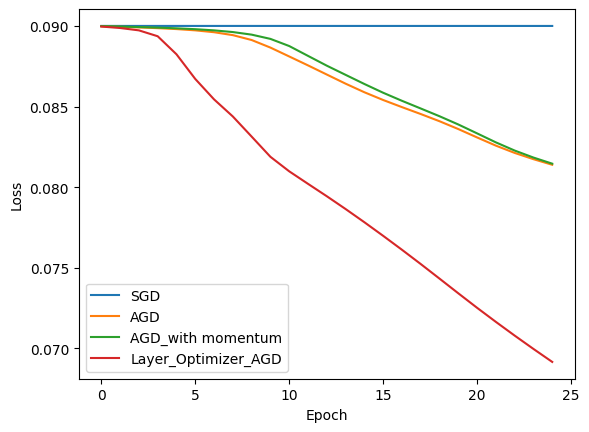 0.090
0.085
0.080
0.075
0.070
Loss
SGD
AGD
AGD_with momentum
Layer_Optimizer_AGD
0 5 10 15 20 25
Epoch